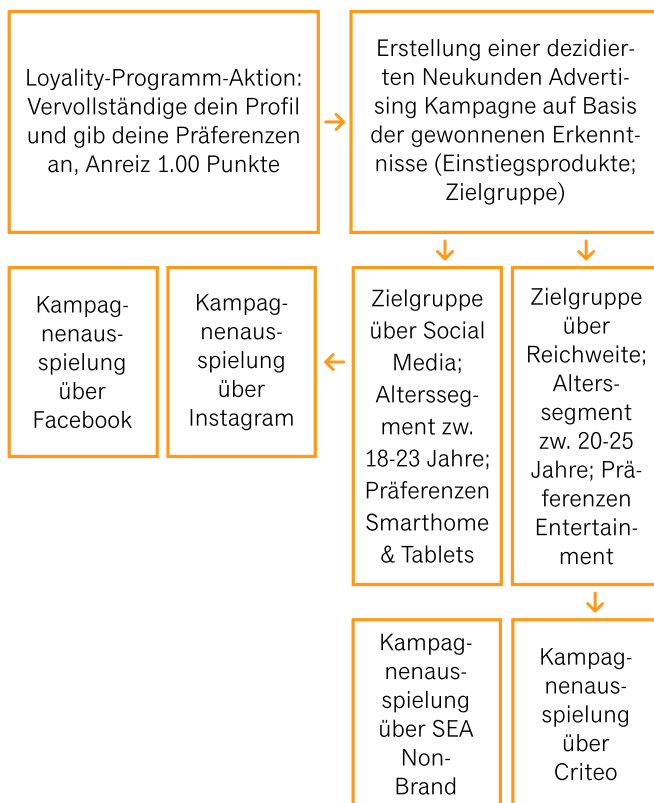 Loyality-Programm-Aktion:
Vervollständige dein Profil
und gib deine Präferenzen
an, Anreiz 1.00 Punkte
Erstellung einer dezidier-
ten Neukunden Adverti-
sing Kampagne auf Basis
der gewonnenen Erkennt-
nisse (Einstiegsprodukte;
Zielgruppe)
Kampag-
nenaus-
spielung
über
Facebook
Kampag-
nenaus-
spielung
über
Instagram
Zielgruppe
über Social
Media;
Altersseg-
ment zw.
18-23 Jahre;
Präferenzen
Smarthome
& Tablets
Zielgruppe
über
Reichweite;
Alters-
segment
zw. 20-25
Jahre; Prä-
ferenzen
Entertain-
ment
Kampag-
nenaus-
spielung
über SEA
Non-
Brand
Kampag-
nenaus-
spielung
über
Criteo